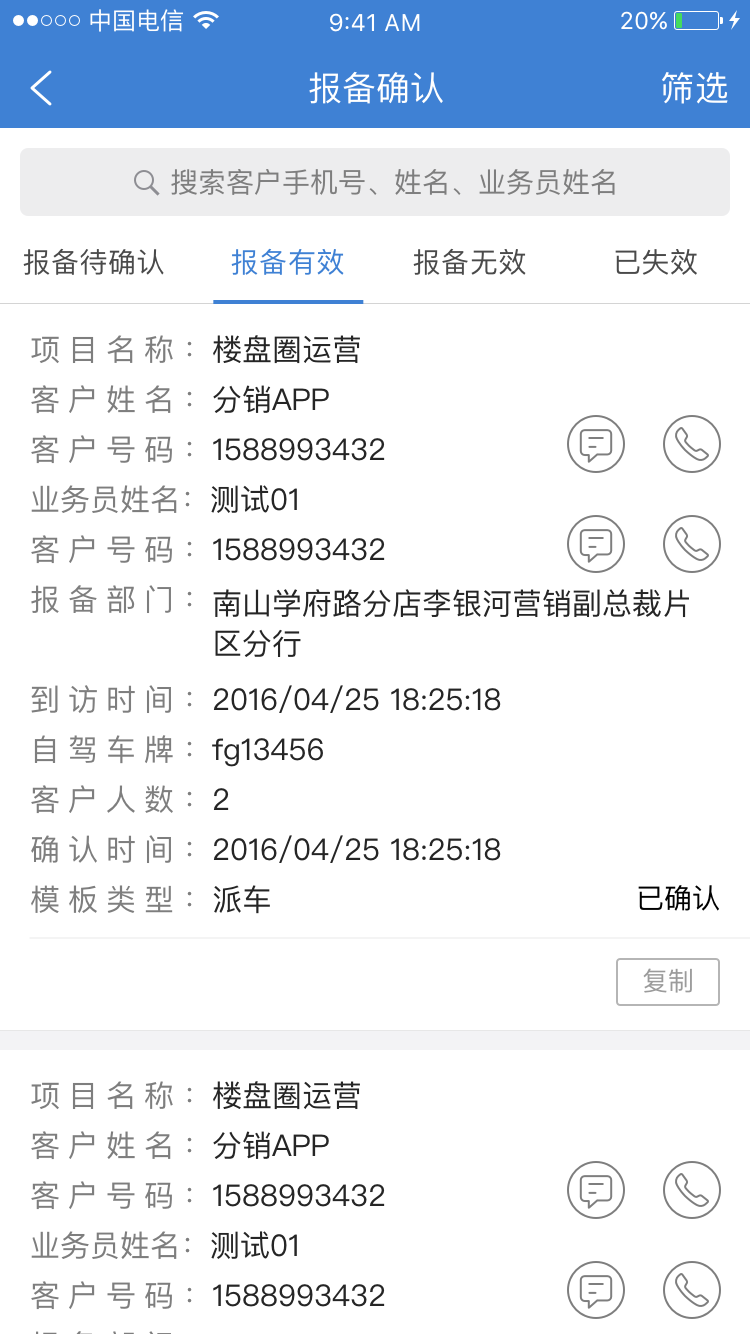 中国电信 9:41 AM 20%
报备确认 筛选
搜索客户手机号、姓名、业务员姓名
报备待确认 报备有效 报备无效 已失效
项目名称：楼盘圈运营
客户姓名：分销APP
客户号码：1588993432
业务员姓名：测试01
客户号码：1588993432
报备部门：南山学府路分店李银河营销副总裁片
区分行
到访时间：2016/04/25 18:25:18
自驾车牌：fg13456
客户人数：2
确认时间：2016/04/25 18:25:18
模板类型：派车 已确认
复制
项目名称：楼盘圈运营
客户姓名：分销APP
客户号码：1588993432
业务员姓名：测试01
客户号码：1588993432